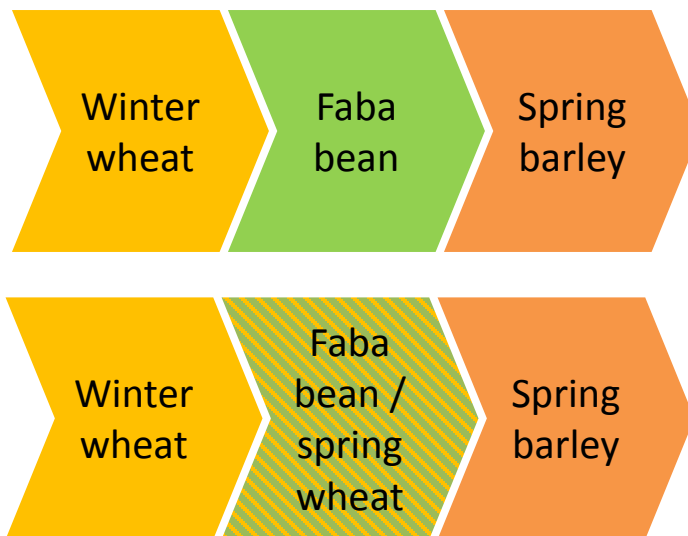 Winter
wheat
Faba
bean
Spring
barley
Winter
wheat
Faba
bean /
spring
wheat
Spring
barley